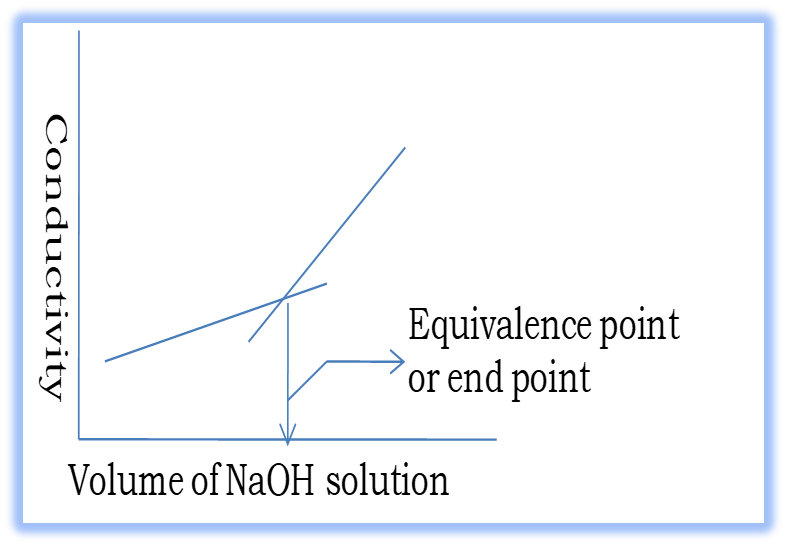 Conductivity
Equivalence point
or end point
Volume of NaOH solution